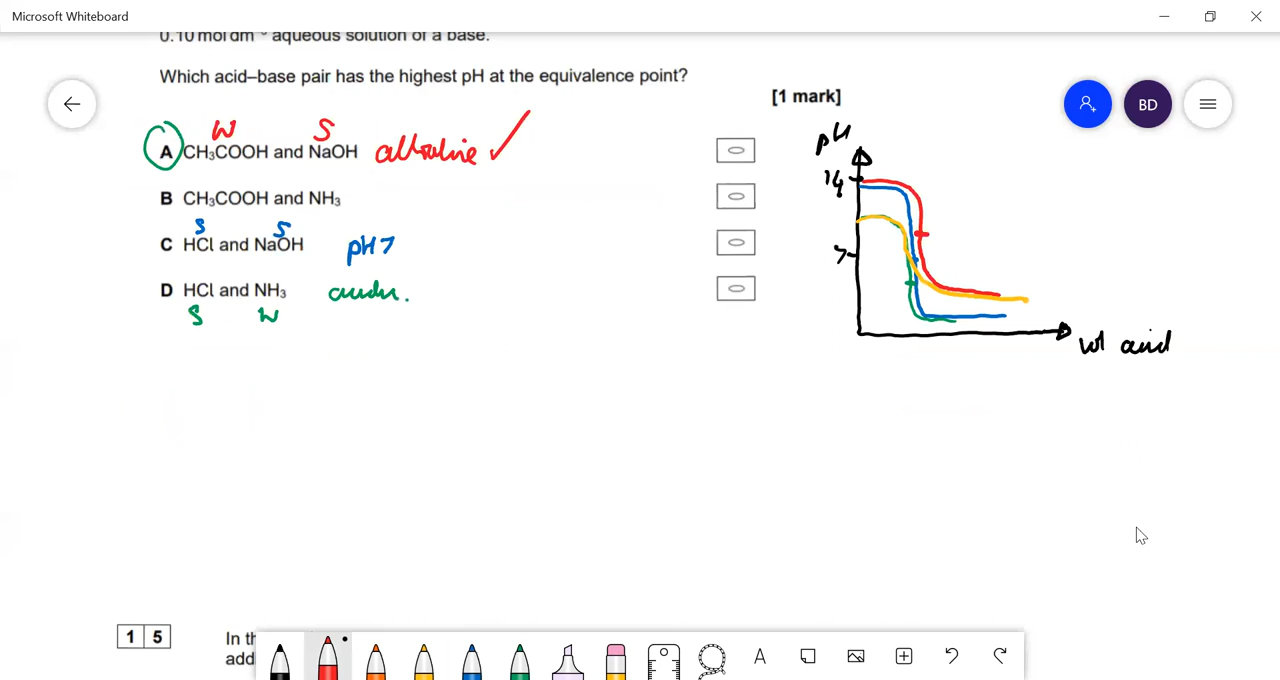 Microsoft Whiteboard
0.10 mol dm⁻³ aqueous solution of a base.
Which acid–base pair has the highest pH at the equivalence point?
[1 mark]
BD
W S
A CH₃COOH and NaOH alkaline ✓
B CH₃COOH and NH₃
S S
C HCl and NaOH pH 7
D HCl and NH₃ acidic.
S W
pH
14
7
vol acid
1 5
In th
add
A